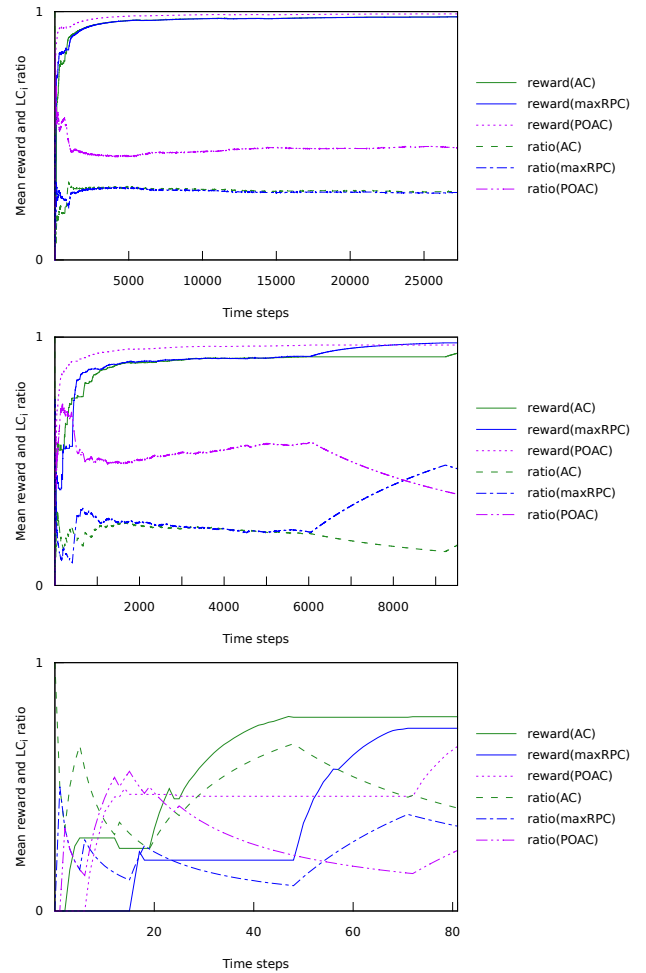 1
Mean reward and LCi ratio
0
5000 10000 15000 20000 25000
Time steps
reward(AC)
reward(maxRPC)
reward(POAC)
ratio(AC)
ratio(maxRPC)
ratio(POAC)
1
Mean reward and LCi ratio
0
2000 4000 6000 8000
Time steps
reward(AC)
reward(maxRPC)
reward(POAC)
ratio(AC)
ratio(maxRPC)
ratio(POAC)
1
Mean reward and LCi ratio
0
20 40 60 80
Time steps
reward(AC)
reward(maxRPC)
reward(POAC)
ratio(AC)
ratio(maxRPC)
ratio(POAC)